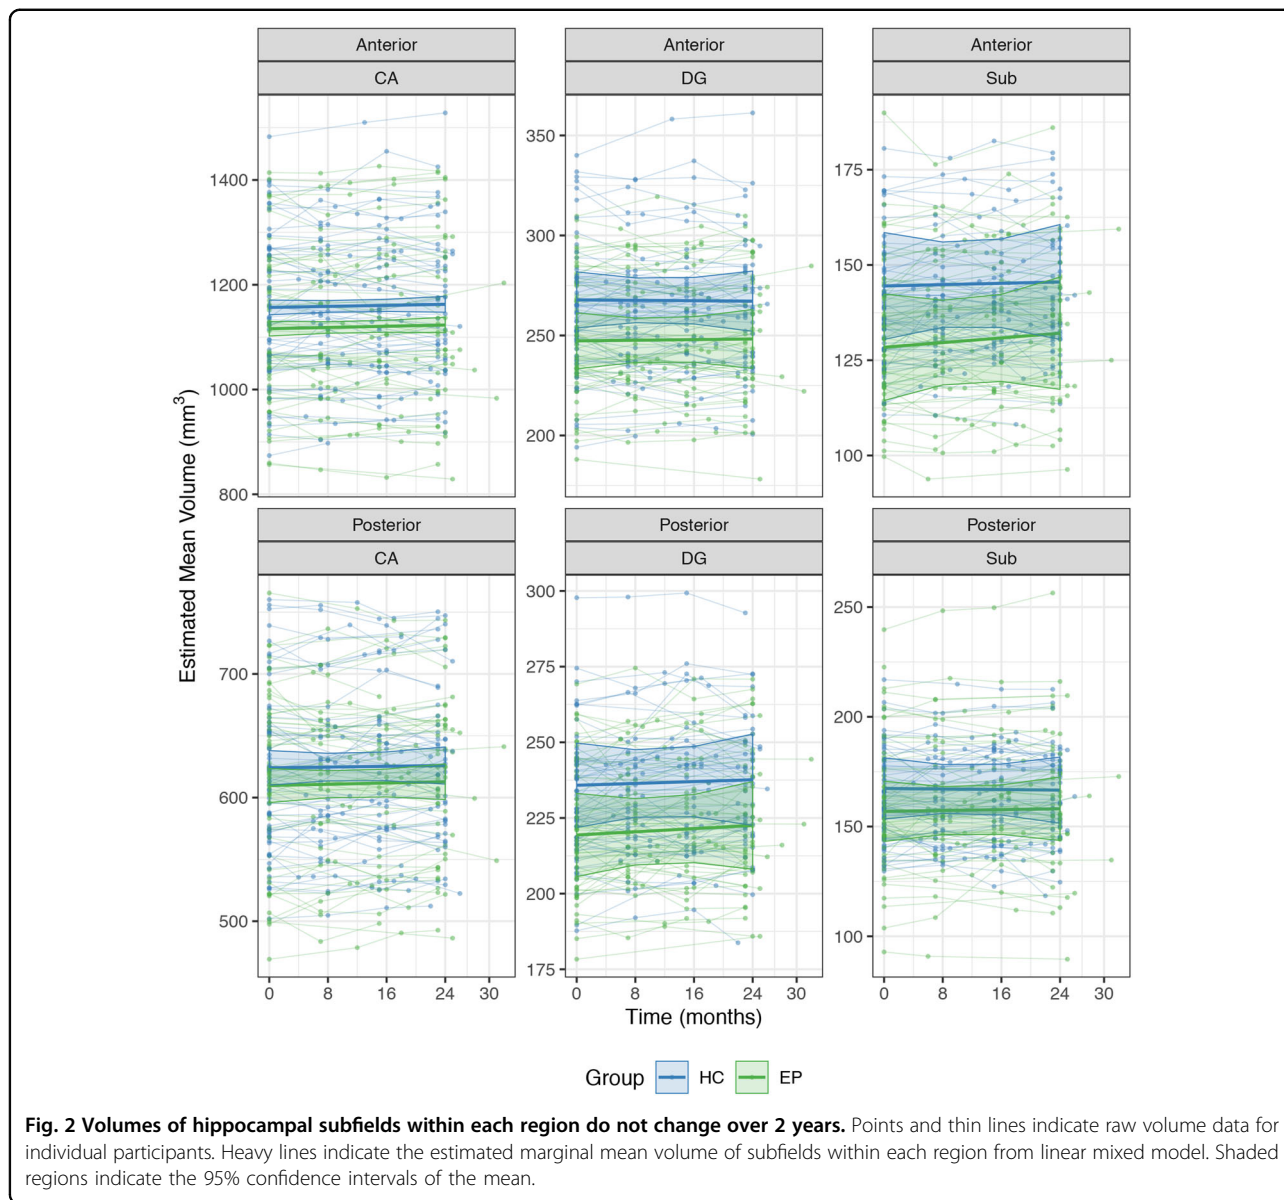 Anterior
Anterior
Anterior
CA
DG
Sub
Estimated Mean Volume (mm³)
1400
1200
1000
800
350
300
250
200
175
150
125
100
Posterior
Posterior
Posterior
CA
DG
Sub
700
600
500
300
275
250
225
200
175
250
200
150
100
0 8 16 24 30
0 8 16 24 30
0 8 16 24 30
Time (months)
Group HC EP
Fig. 2 Volumes of hippocampal subfields within each region do not change over 2 years. Points and thin lines indicate raw volume data for
individual participants. Heavy lines indicate the estimated marginal mean volume of subfields within each region from linear mixed model. Shaded
regions indicate the 95% confidence intervals of the mean.